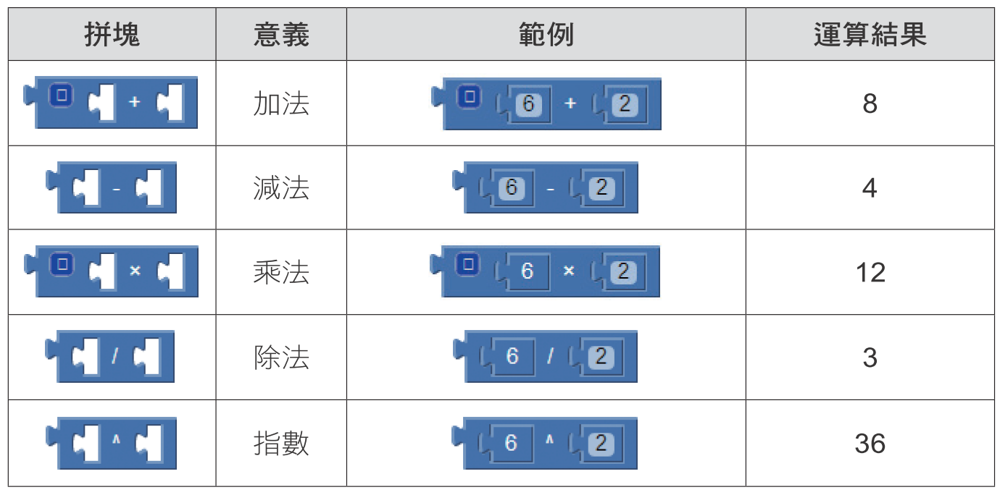 拼塊 意義 範例 運算結果
+ 加法 6 + 2 8
- 減法 6 - 2 4
× 乘法 6 × 2 12
/ 除法 6 / 2 3
^ 指數 6 ^ 2 36